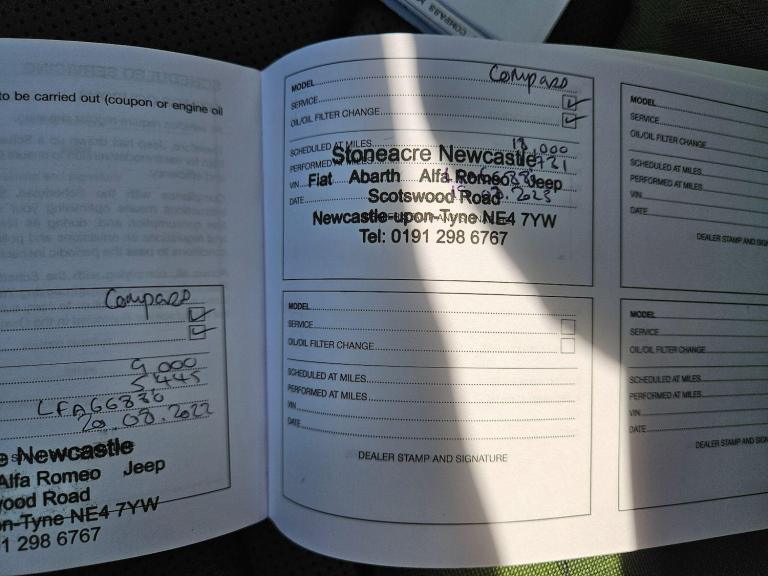 to be carried out (coupon or engine oil
Compass
9,000
5445
LFA66836
20.08.2022
Newcastle
Alfa Romeo Jeep
wood Road
n-Tyne NE4 7YW
1 298 6767
MODEL
Compass
SERVICE
OIL/OIL FILTER CHANGE
SCHEDULED AT MILES
18,000
PERFORMED AT MILES
VIN
DATE
Stoneacre Newcastle
Fiat Abarth Alfa Romeo Jeep
Scotswood Road
Newcastle-upon-Tyne NE4 7YW
Tel: 0191 298 6767
MODEL
SERVICE
OIL/OIL FILTER CHANGE
SCHEDULED AT MILES
PERFORMED AT MILES
VIN
DATE
DEALER STAMP AND SIGNATURE
MODEL
SERVICE
OIL/OIL FILTER CHANGE
SCHEDULED AT MILES
PERFORMED AT MILES
VIN
DATE
DEALER STAMP AND SIGN
MODEL
SERVICE
OIL/OIL FILTER CHANGE
SCHEDULED AT MILES
PERFORMED AT MILES
VIN
DATE
DEALER STAMP AND SIG